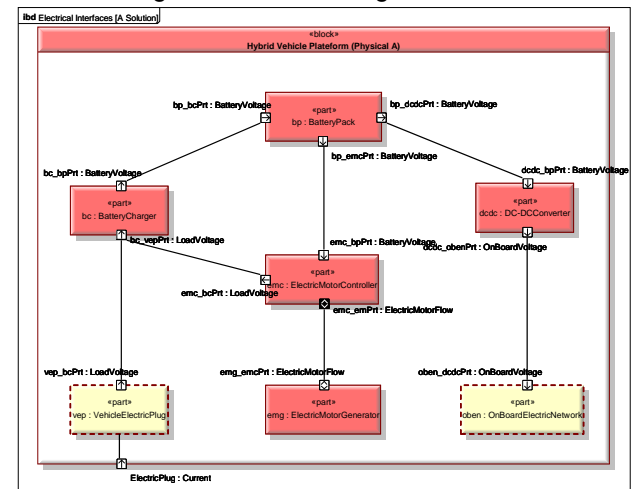 ibd Electrical Interfaces [A Solution]
«block»
Hybrid Vehicle Plateform (Physical A)
bp_bcPrt : BatteryVoltage
bp_dcdcPrt : BatteryVoltage
«part»
bp : BatteryPack
bp_emcPrt : BatteryVoltage
bc_bpPrt : BatteryVoltage
dcdc_bpPrt : BatteryVoltage
«part»
bc : BatteryCharger
«part»
dcdc : DC-DCConverter
bc_vepPrt : LoadVoltage
emc_bpPrt : BatteryVoltage
dcdc_obenPrt : OnBoardVoltage
«part»
emc : ElectricMotorController
emc_bcPrt : LoadVoltage
emc_emPrt : ElectricMotorFlow
vep_bcPrt : LoadVoltage
emg_emcPrt : ElectricMotorFlow
oben_dcdcPrt : OnBoardVoltage
«part»
vep : VehicleElectricPlug
«part»
emg : ElectricMotorGenerator
«part»
oben : OnBoardElectricNetwork
ElectricPlug : Current